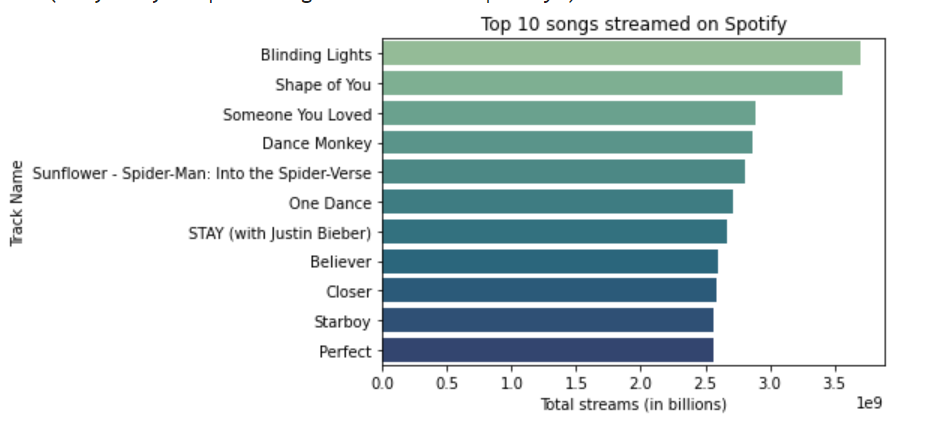 Top 10 songs streamed on Spotify
Track Name
Blinding Lights
Shape of You
Someone You Loved
Dance Monkey
Sunflower - Spider-Man: Into the Spider-Verse
One Dance
STAY (with Justin Bieber)
Believer
Closer
Starboy
Perfect
0.0 0.5 1.0 1.5 2.0 2.5 3.0 3.5
Total streams (in billions)
1e9